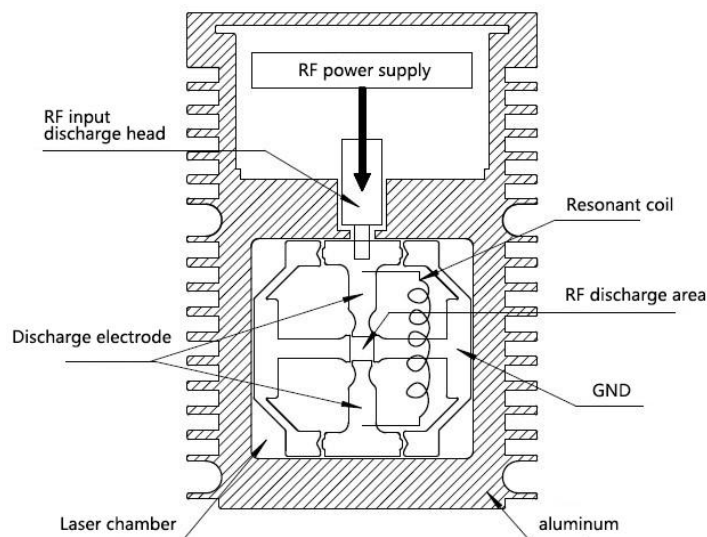 RF power supply
RF input
discharge head
Resonant coil
RF discharge area
Discharge electrode
GND
Laser chamber
aluminum